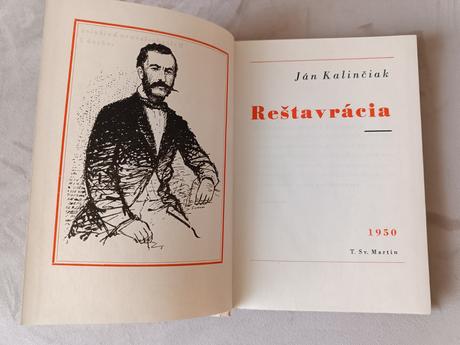 Ján Kalinčiak
Reštavrácia
1950
T. Sv. Martin